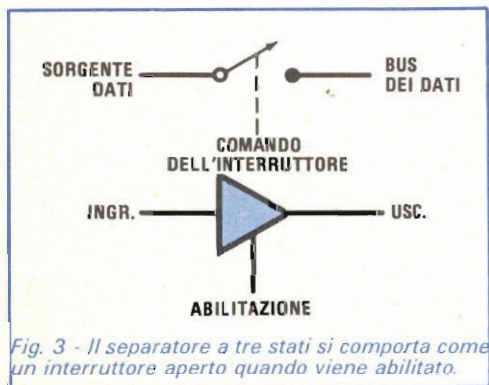 SORGENTE
DATI
BUS
DEI DATI
COMANDO
DELL'INTERRUTTORE
INGR.
USC.
ABILITAZIONE
Fig. 3 - Il separatore a tre stati si comporta come
un interruttore aperto quando viene abilitato.